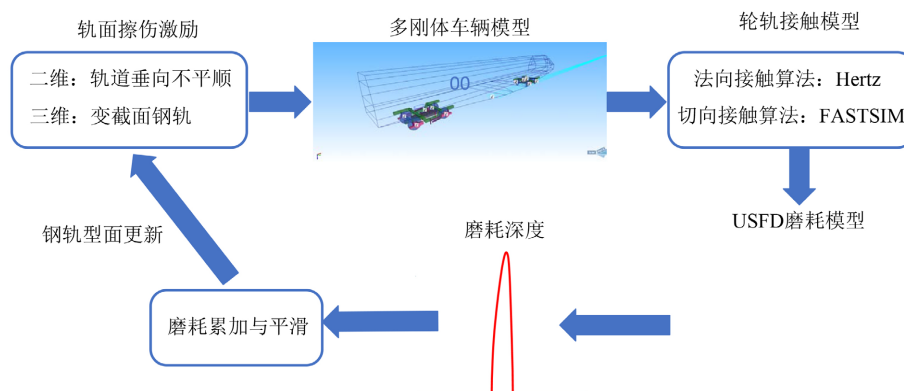 轨面擦伤激励
多刚体车辆模型
轮轨接触模型
二维：轨道垂向不平顺
三维：变截面钢轨
法向接触算法：Hertz
切向接触算法：FASTSIM
USFD磨耗模型
钢轨型面更新
磨耗深度
磨耗累加与平滑